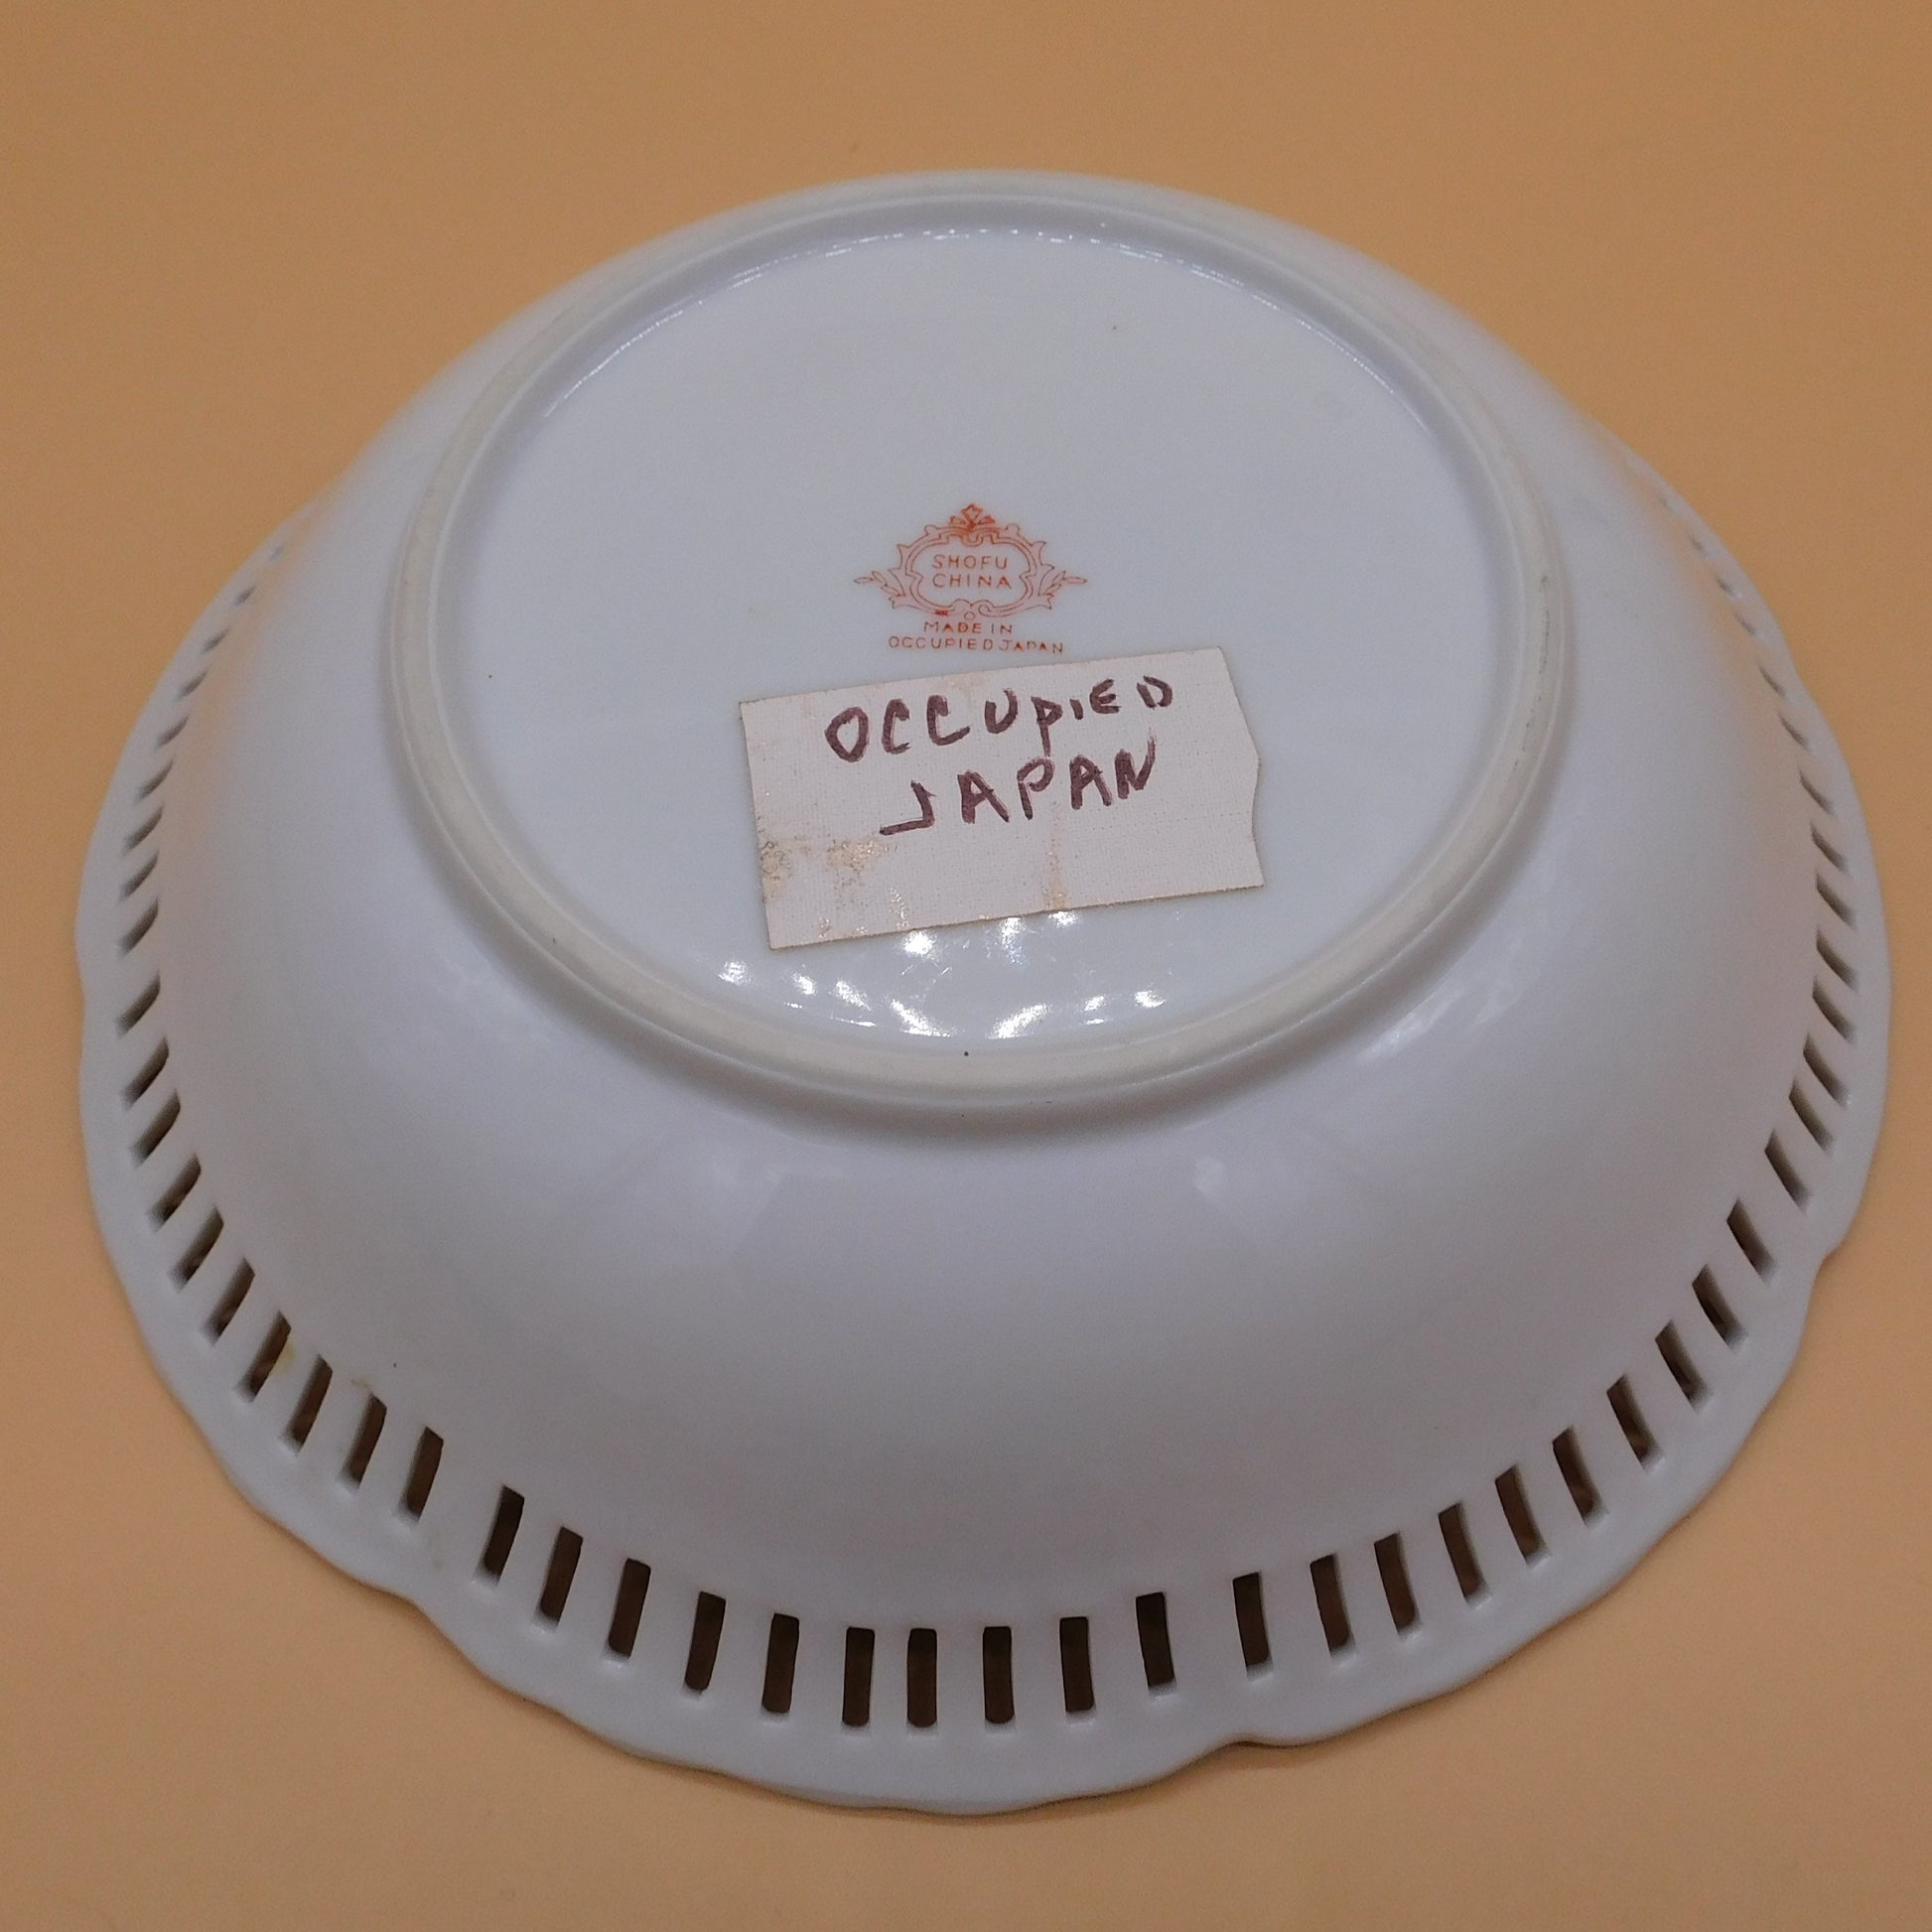 SHOFU
CHINA
MADE IN
OCCUPIED JAPAN
OCCUPIED
JAPAN